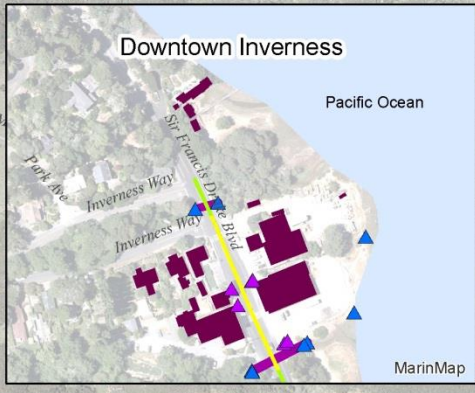 Downtown Inverness
Pacific Ocean
Sir Francis Drake Blvd
Park Ave
Inverness Way
Inverness Way
MarinMap